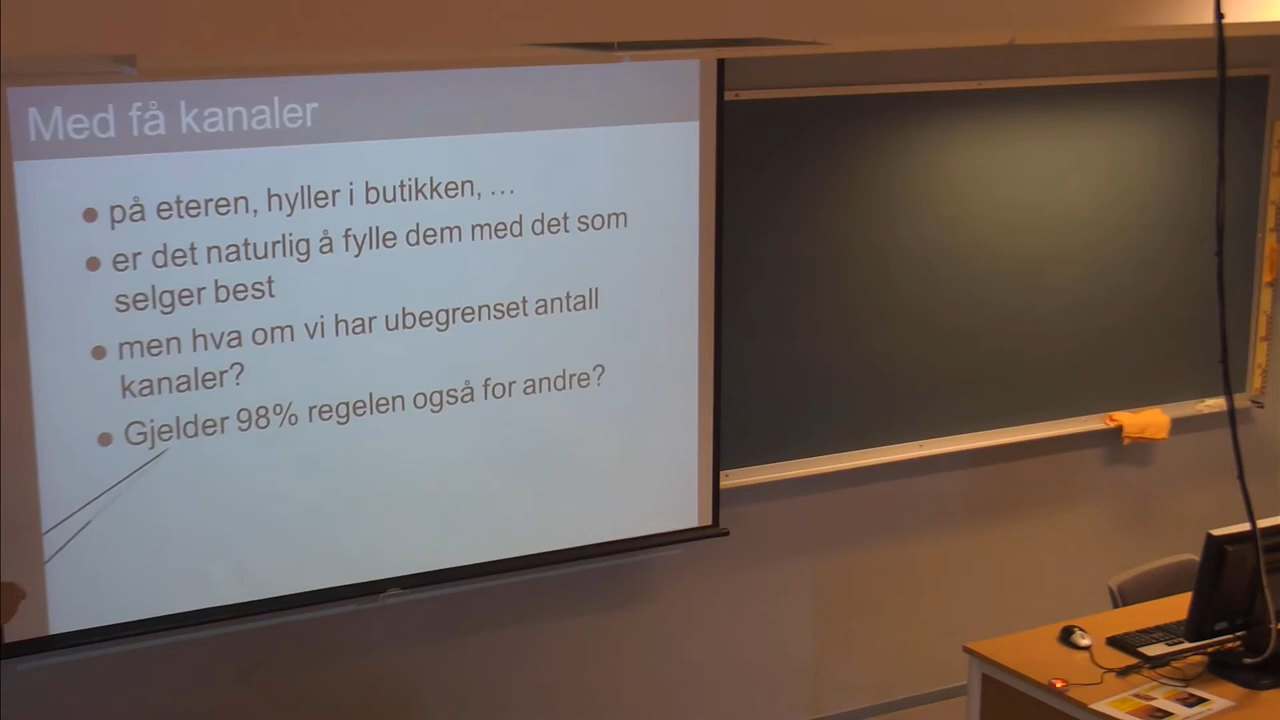 Med få kanaler
● på eteren, hyller i butikken, …
● er det naturlig å fylle dem med det som
selger best
● men hva om vi har ubegrenset antall
kanaler?
● Gjelder 98% regelen også for andre?